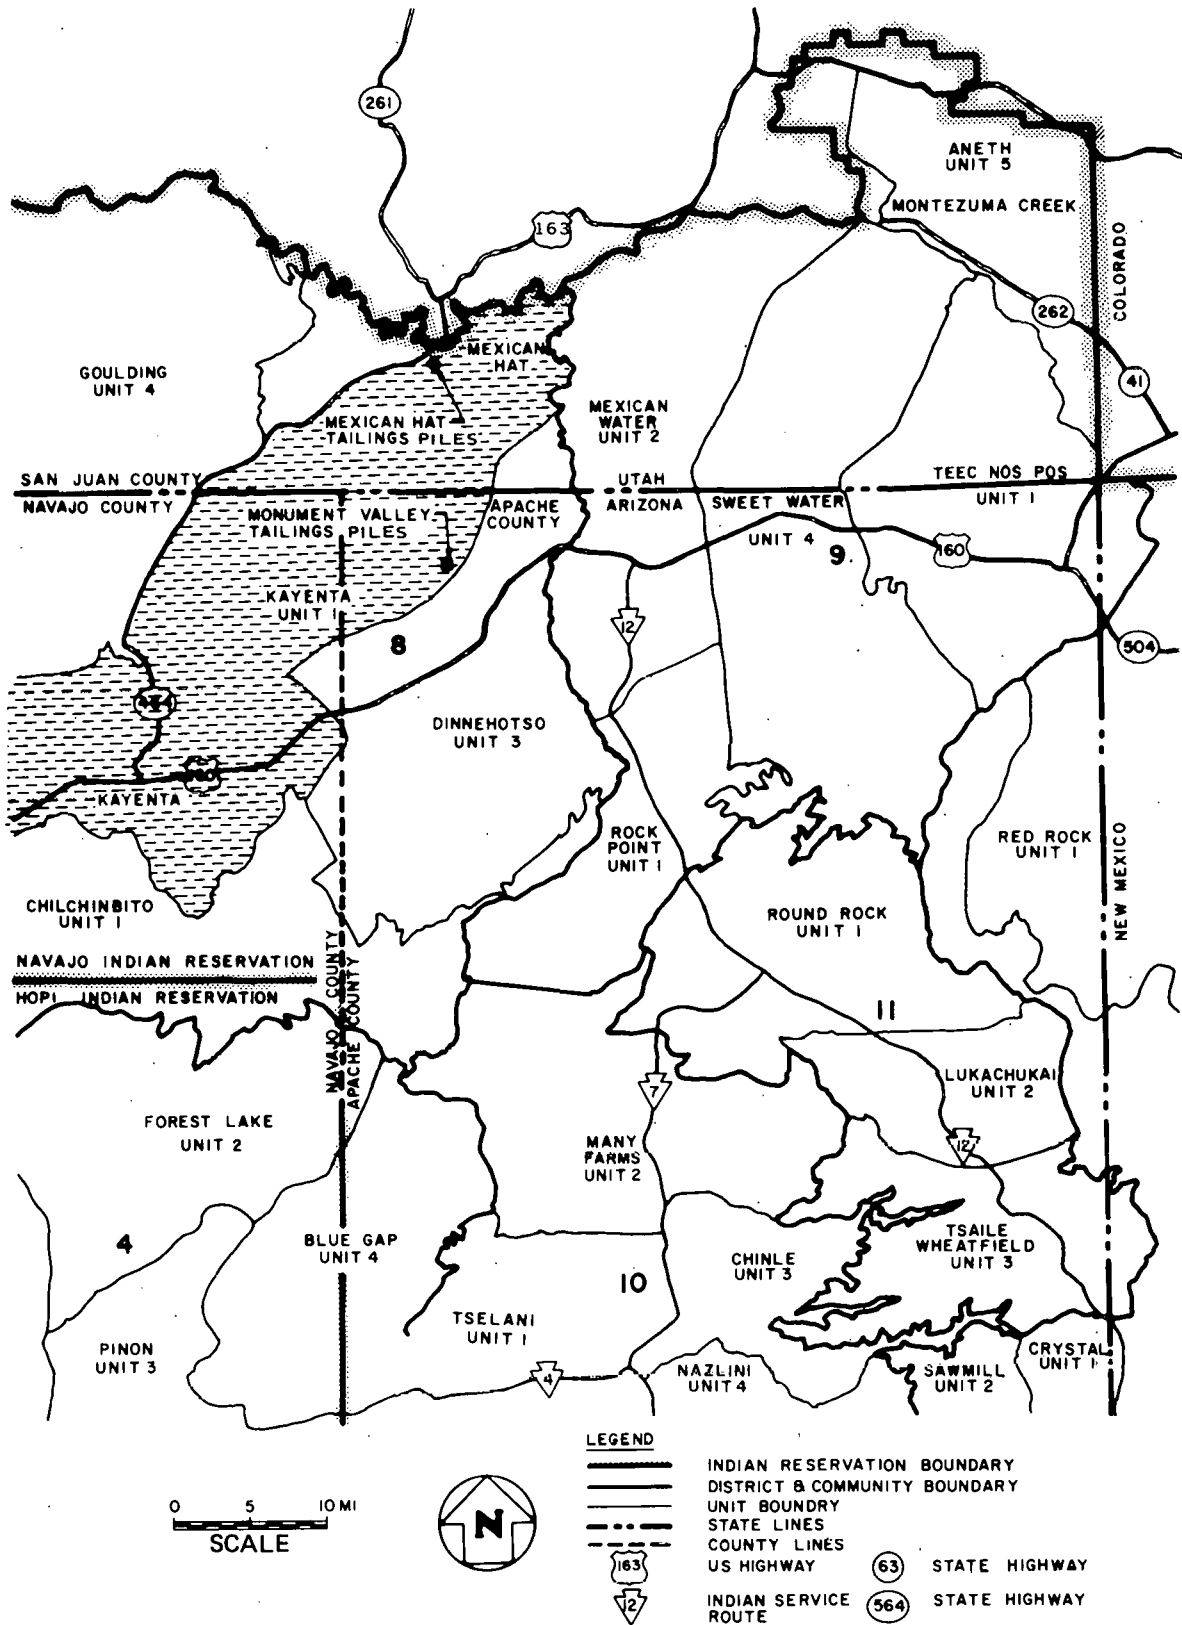 261
ANETH
UNIT 5
MONTEZUMA CREEK
163
COLORADO
262
MEXICAN
HAT
GOULDING
UNIT 4
41
MEXICAN
WATER
UNIT 2
MEXICAN HAT
TAILINGS PILES
SAN JUAN COUNTY
UTAH
TEEC NOS POS
NAVAJO COUNTY
APACHE
COUNTY
ARIZONA
SWEET WATER
UNIT 1
MONUMENT VALLEY
TAILINGS PILES
UNIT 4
9
160
KAYENTA
UNIT 1
12
8
504
DINNEHOTSO
UNIT 3
KAYENTA
ROCK
POINT
UNIT 1
RED ROCK
UNIT 1
NEW MEXICO
CHILCHINBITO
UNIT 1
ROUND ROCK
UNIT 1
NAVAJO INDIAN RESERVATION
HOPI INDIAN RESERVATION
NAVAJO COUNTY
APACHE COUNTY
11
LUKACHUKAI
UNIT 2
7
FOREST LAKE
UNIT 2
MANY
FARMS
UNIT 2
12
4
BLUE GAP
UNIT 4
TSAILE
WHEATFIELD
UNIT 3
CHINLE
UNIT 3
10
TSELANI
UNIT 1
PINON
UNIT 3
4
NAZLINI
UNIT 4
SAWMILL
UNIT 2
CRYSTAL
UNIT 1
LEGEND
INDIAN RESERVATION BOUNDARY
DISTRICT & COMMUNITY BOUNDARY
UNIT BOUNDRY
STATE LINES
COUNTY LINES
163 US HIGHWAY 63 STATE HIGHWAY
12 INDIAN SERVICE ROUTE 564 STATE HIGHWAY
0 5 10 MI
SCALE
N